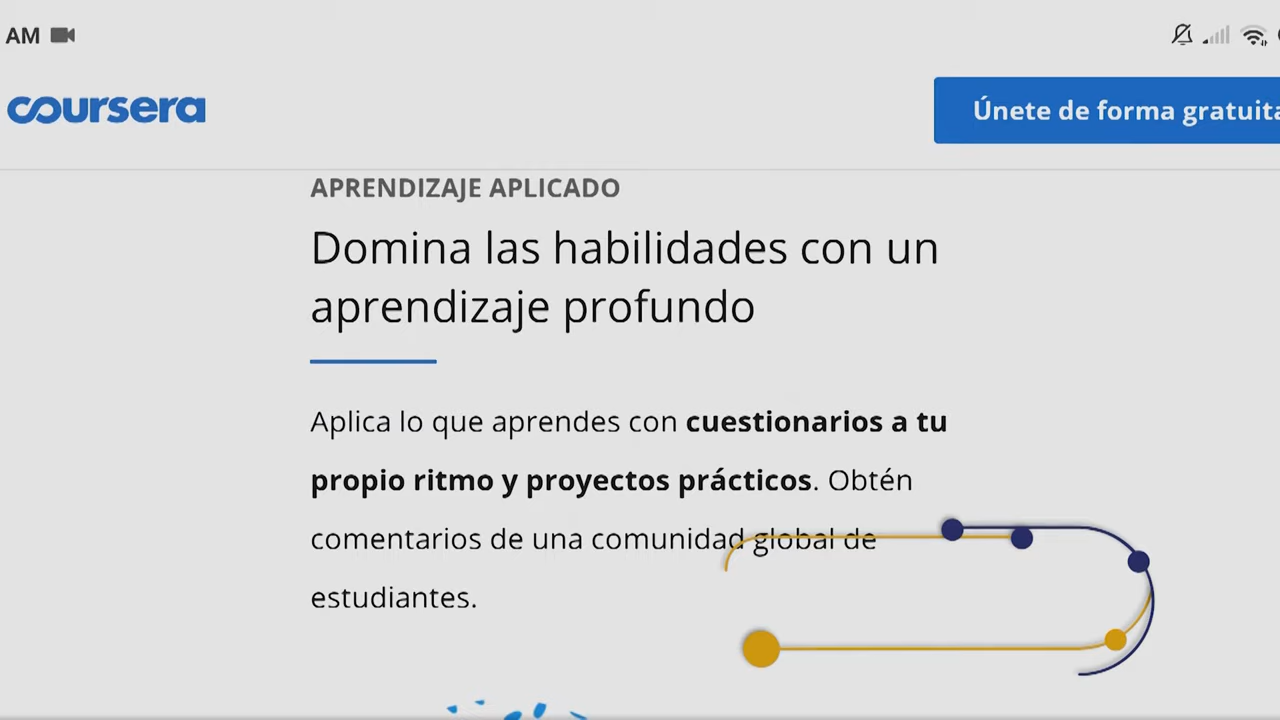 AM
coursera
Únete de forma gratuita
APRENDIZAJE APLICADO
Domina las habilidades con un
aprendizaje profundo
Aplica lo que aprendes con cuestionarios a tu
propio ritmo y proyectos prácticos. Obtén
comentarios de una comunidad global de
estudiantes.